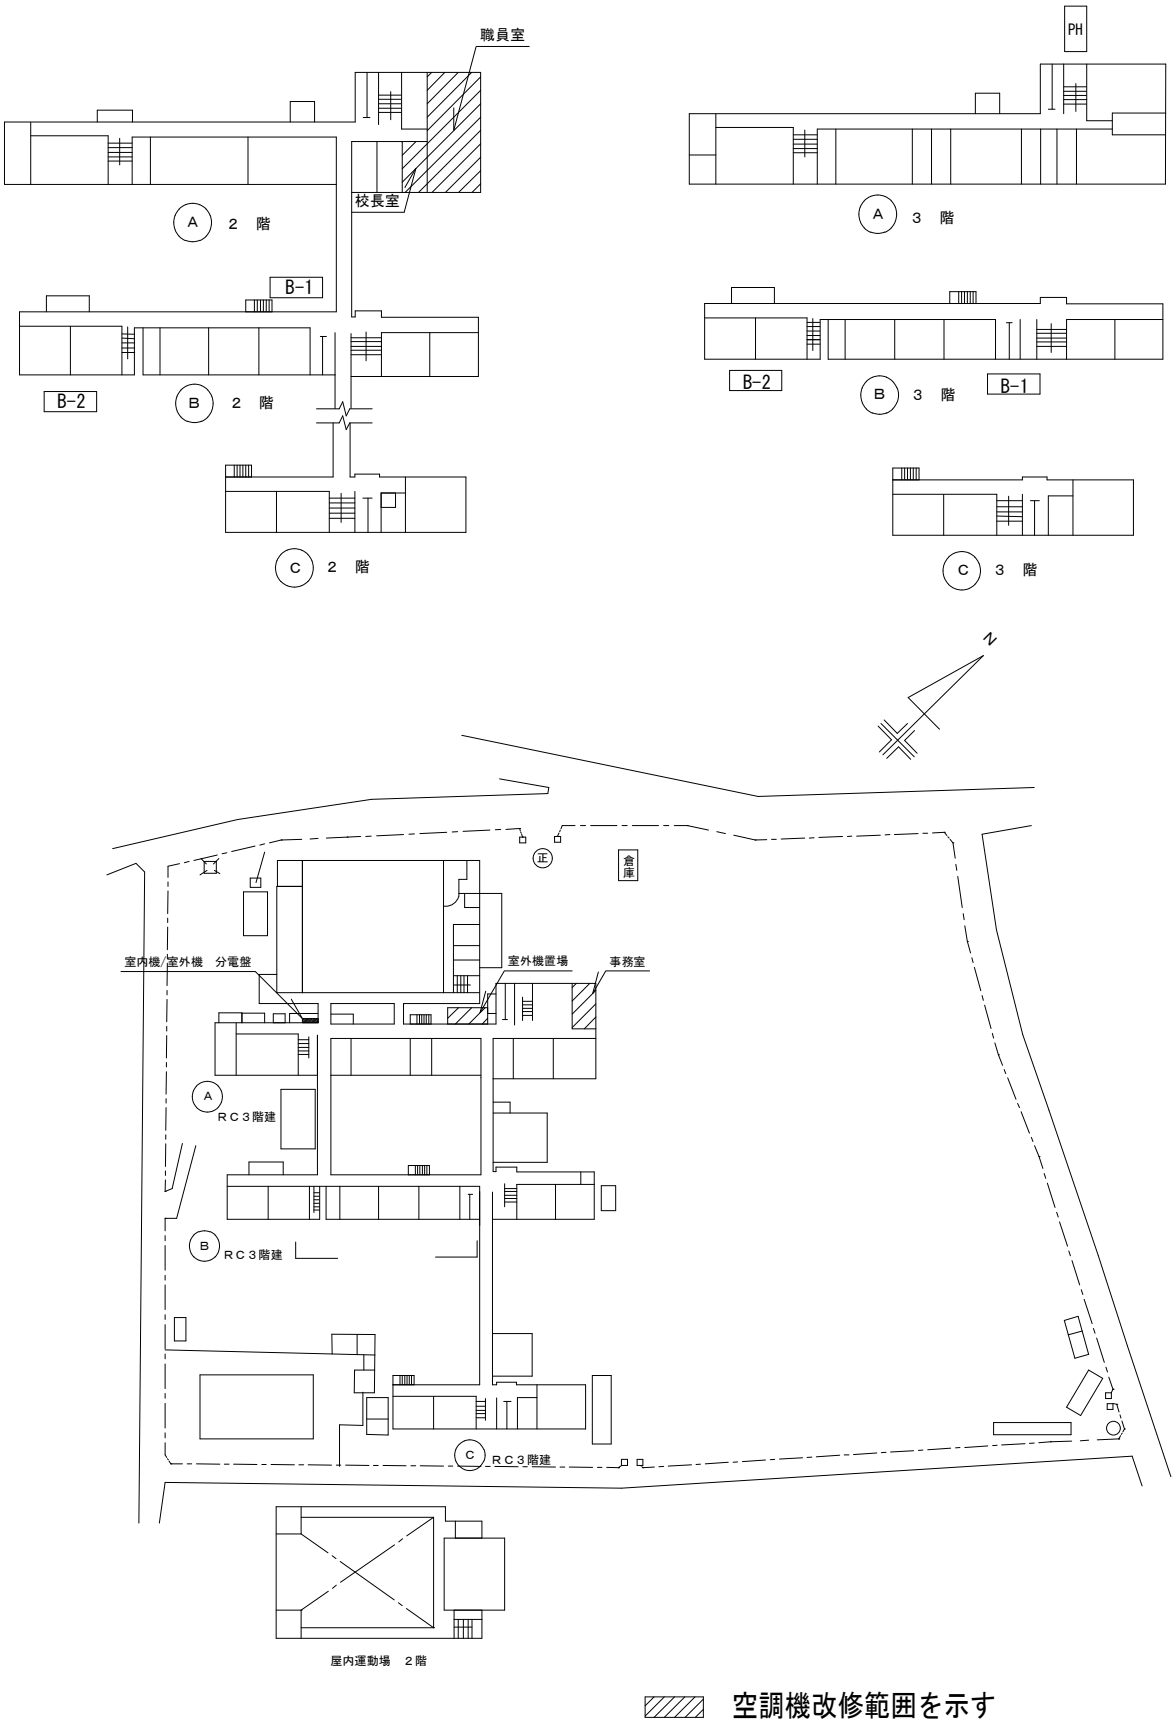 職員室
PH
校長室
Ａ ２ 階
Ａ ３ 階
B-1
B-2
Ｂ ２ 階
B-2
Ｂ ３ 階
B-1
Ｃ ２ 階
Ｃ ３ 階
N
正
倉庫
室内機/室外機 分電盤
室外機置場
事務室
Ａ
ＲＣ３階建
Ｂ
ＲＣ３階建
Ｃ
ＲＣ３階建
屋内運動場 ２階
空調機改修範囲を示す